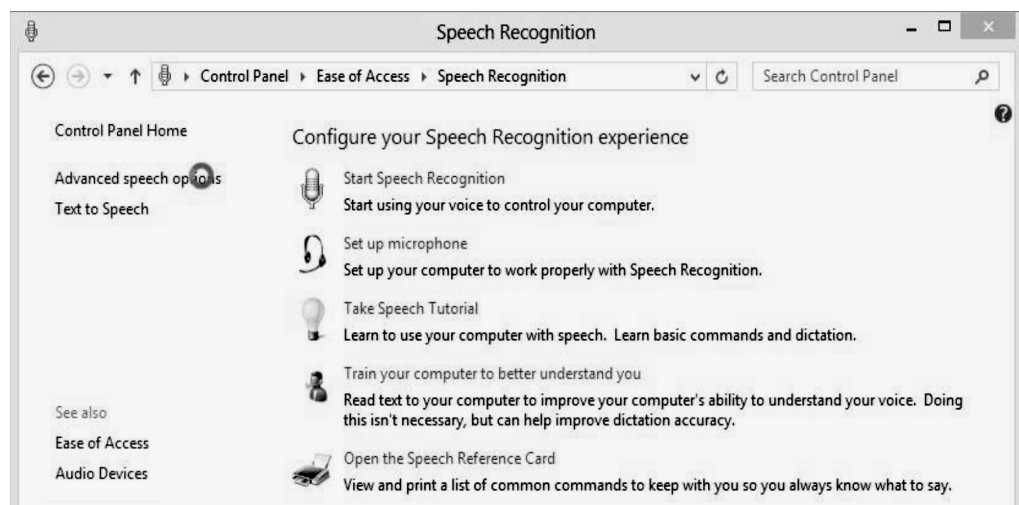 Speech Recognition
Control Panel Ease of Access Speech Recognition
Search Control Panel
Control Panel Home
Advanced speech options
Text to Speech
Configure your Speech Recognition experience
Start Speech Recognition
Start using your voice to control your computer.
Set up microphone
Set up your computer to work properly with Speech Recognition.
Take Speech Tutorial
Learn to use your computer with speech. Learn basic commands and dictation.
Train your computer to better understand you
Read text to your computer to improve your computer's ability to understand your voice. Doing
this isn't necessary, but can help improve dictation accuracy.
Open the Speech Reference Card
View and print a list of common commands to keep with you so you always know what to say.
See also
Ease of Access
Audio Devices